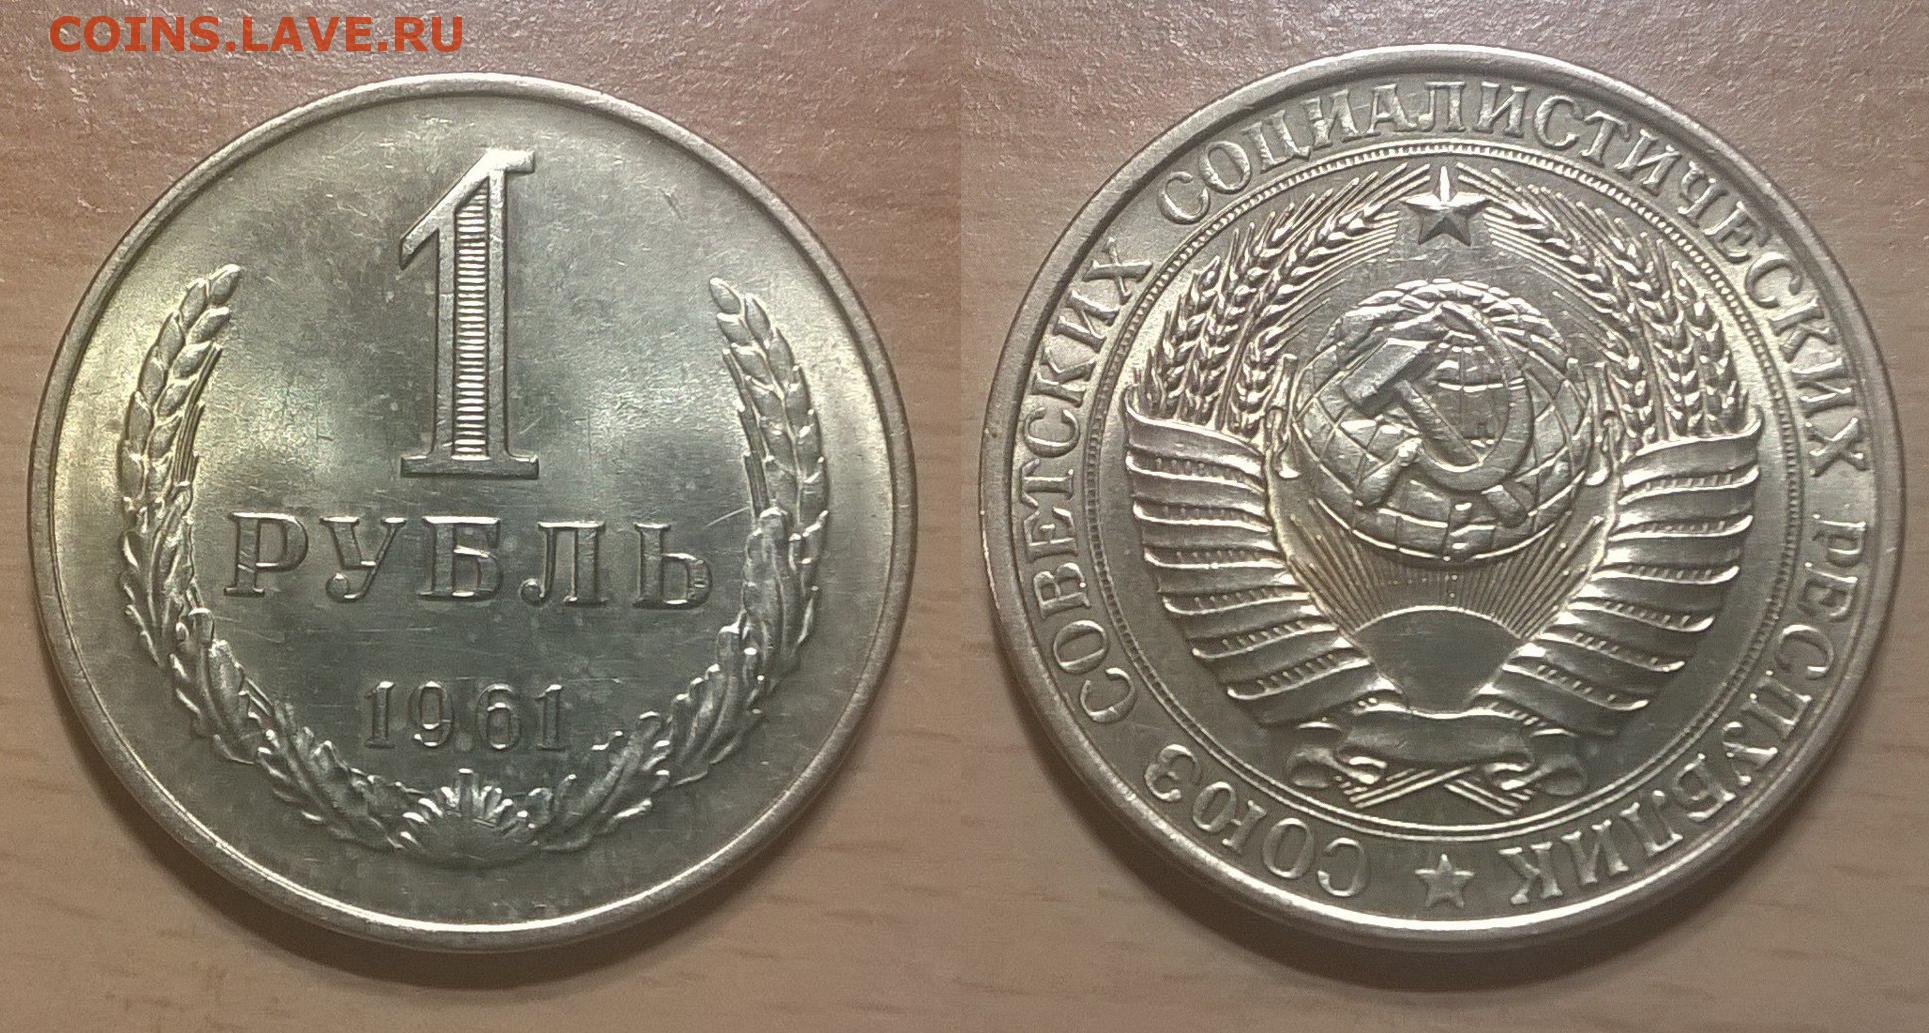 COINS.LAVE.RU
1
РУБЛЬ
1961
СОЮЗ СОВЕТСКИХ СОЦИАЛИСТИЧЕСКИХ РЕСПУБЛИК